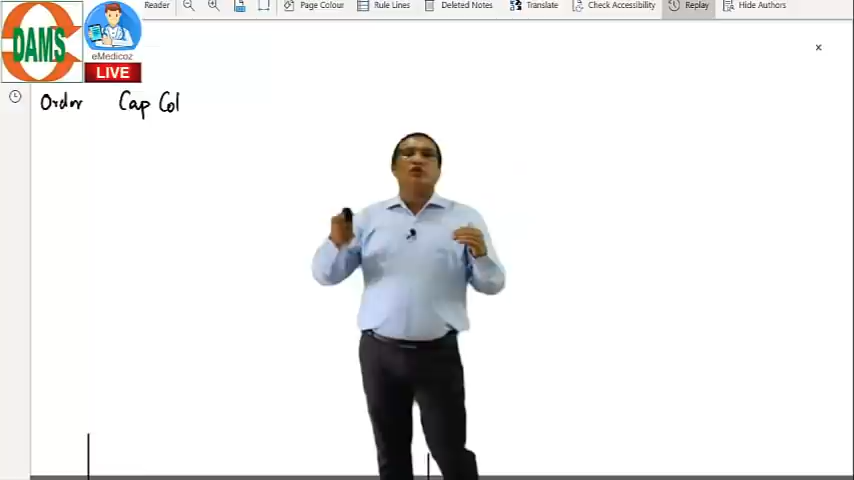 Reader Page Colour Rule Lines Deleted Notes Translate Check Accessibility Replay Hide Authors
DAMS
eMedicoz
LIVE
Order Cap Col